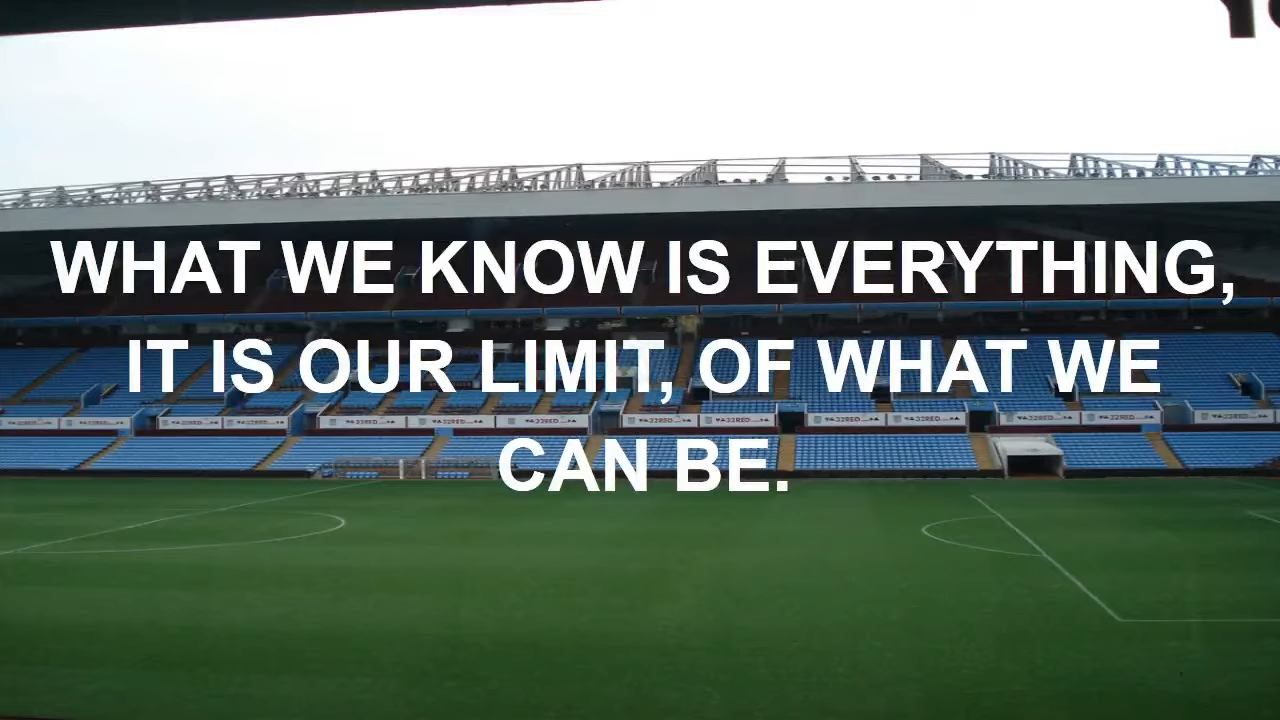 WHAT WE KNOW IS EVERYTHING,
IT IS OUR LIMIT, OF WHAT WE
CAN BE.